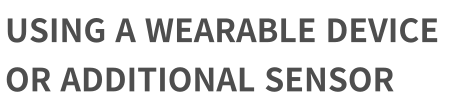 USING A WEARABLE DEVICE
OR ADDITIONAL SENSOR